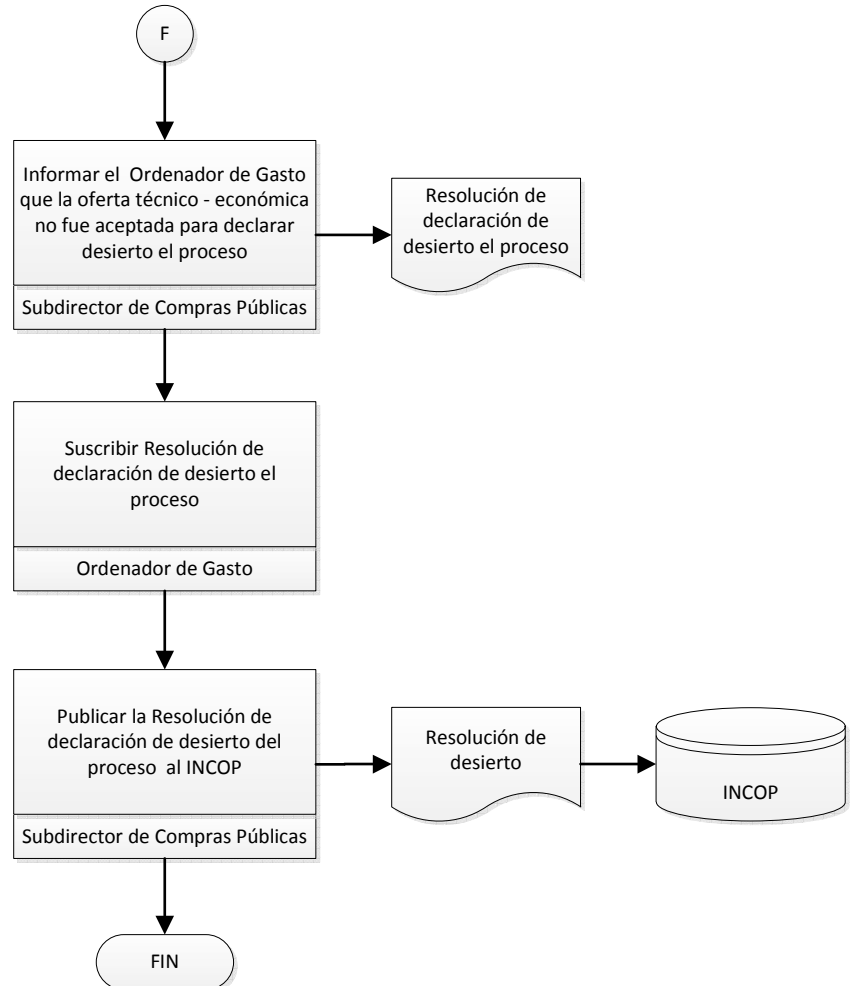 F
Informar el Ordenador de Gasto
que la oferta técnico - económica
no fue aceptada para declarar
desierto el proceso
Subdirector de Compras Públicas
Resolución de
declaración de
desierto el proceso
Suscribir Resolución de
declaración de desierto el
proceso
Ordenador de Gasto
Publicar la Resolución de
declaración de desierto del
proceso al INCOP
Subdirector de Compras Públicas
Resolución de
desierto
INCOP
FIN